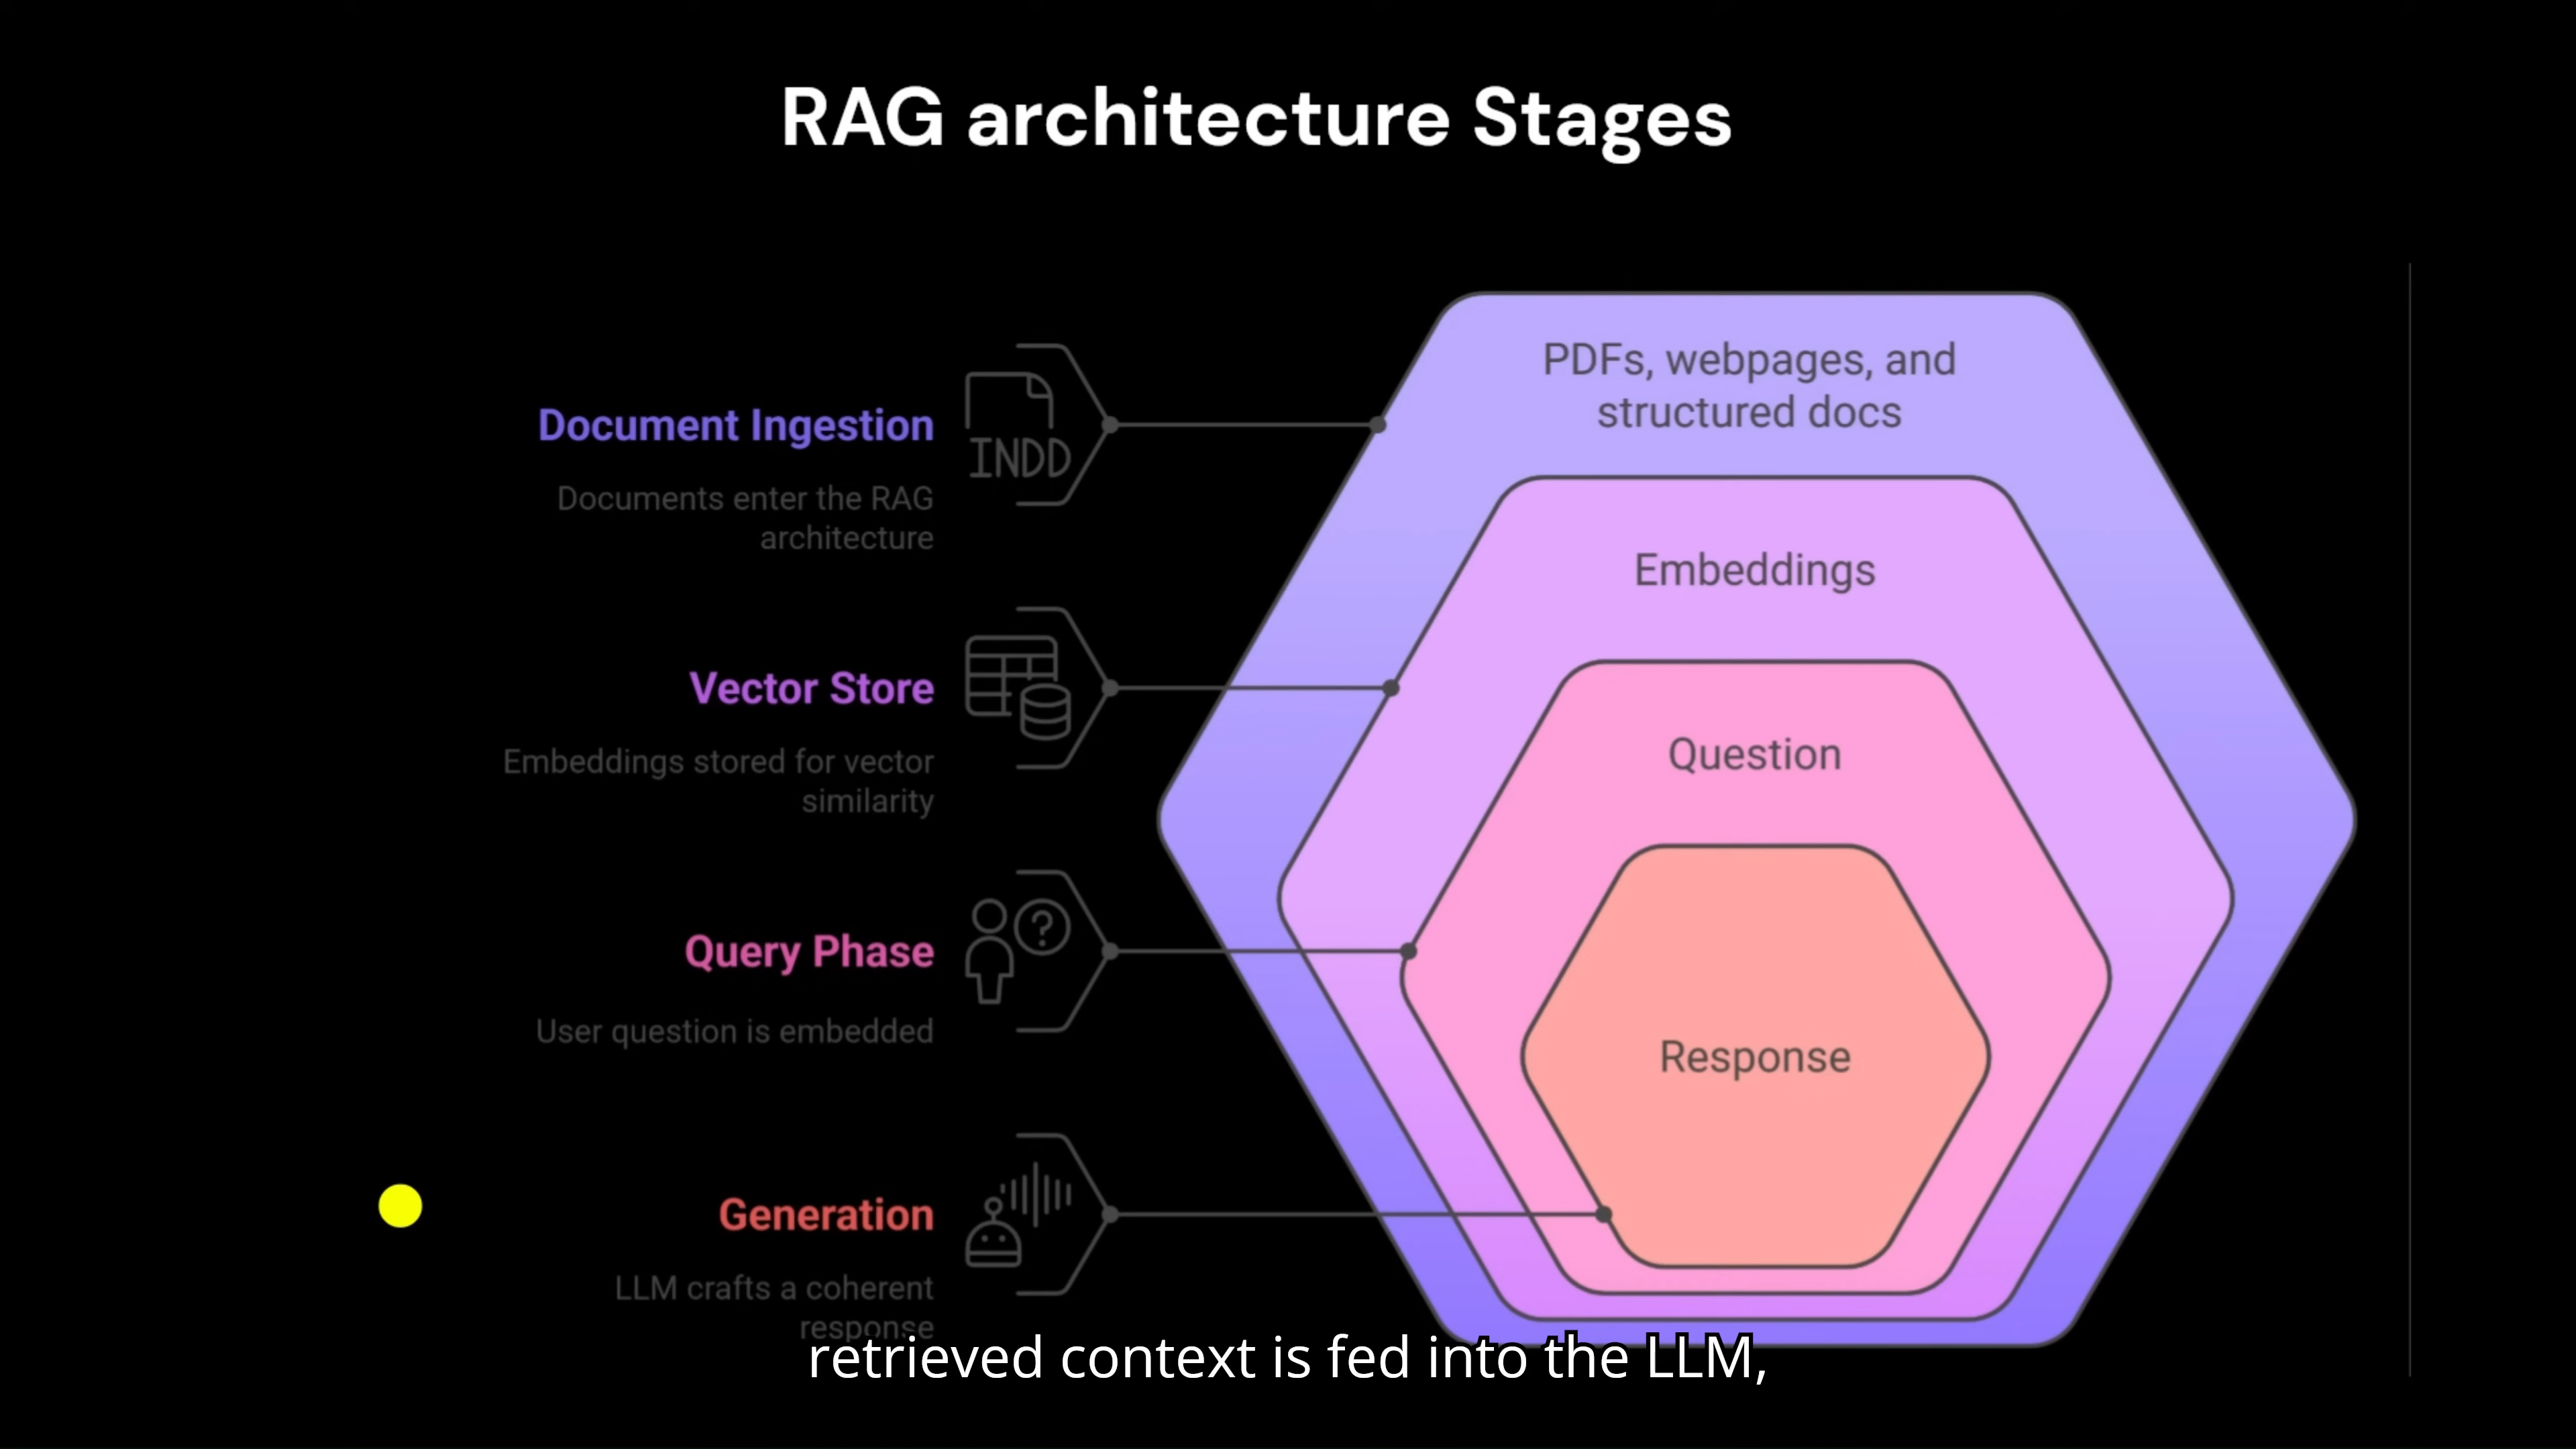 RAG architecture Stages
Document Ingestion
INDD
Documents enter the RAG
architecture
Vector Store
Embeddings stored for vector
similarity
Query Phase
?
User question is embedded
Generation
LLM crafts a coherent
response
PDFs, webpages, and
structured docs
Embeddings
Question
Response
retrieved context is fed into the LLM,